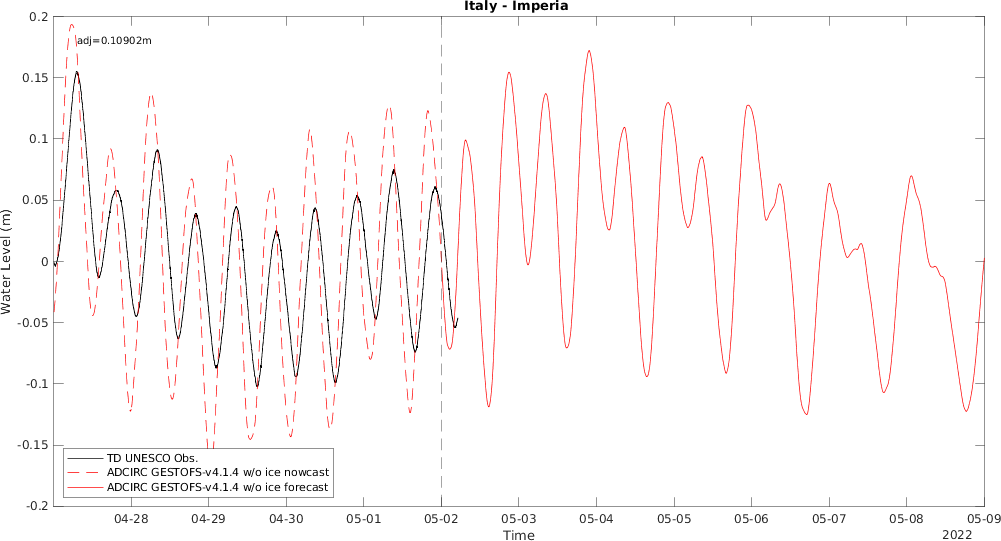 Italy - Imperia
adj=0.10902m
0.2
0.15
0.1
0.05
0
-0.05
-0.1
-0.15
-0.2
Water Level (m)
TD UNESCO Obs.
ADCIRC GESTOFS-v4.1.4 w/o ice nowcast
ADCIRC GESTOFS-v4.1.4 w/o ice forecast
04-28 04-29 04-30 05-01 05-02 05-03 05-04 05-05 05-06 05-07 05-08 05-09
Time
2022